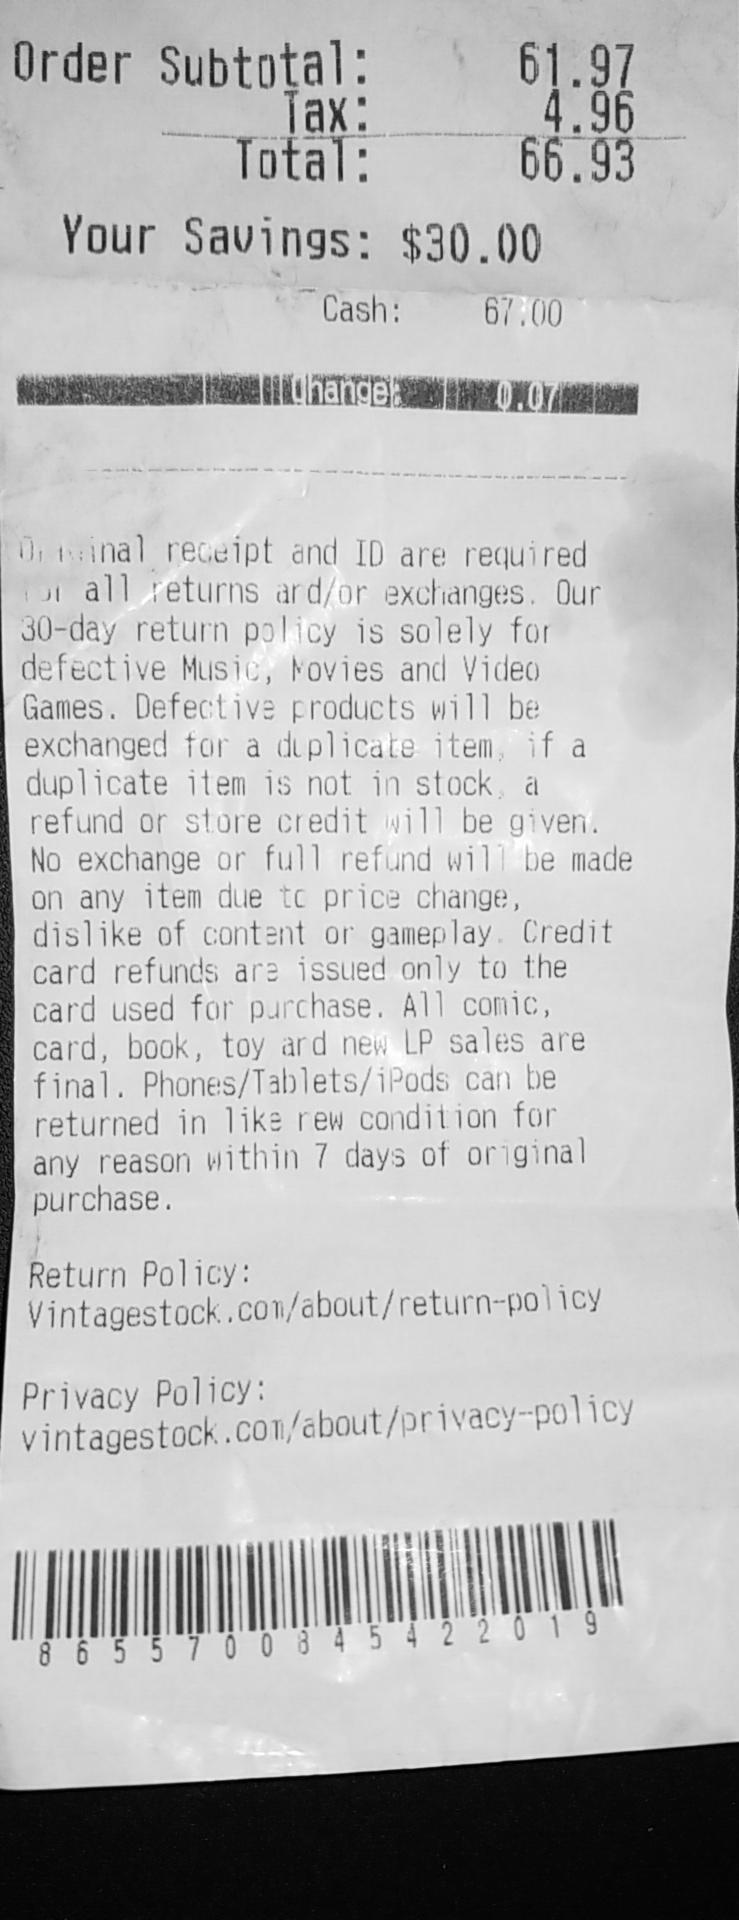 Order Subtotal: 61.97
Tax: 4.96
Total: 66.93
Your Savings: $30.00
Cash: 67.00
Change: 0.07
Original receipt and ID are required
for all returns and/or exchanges. Our
30-day return policy is solely for
defective Music, Movies and Video
Games. Defective products will be
exchanged for a duplicate item, if a
duplicate item is not in stock, a
refund or store credit will be given.
No exchange or full refund will be made
on any item due to price change,
dislike of content or gameplay. Credit
card refunds are issued only to the
card used for purchase. All comic,
card, book, toy and new LP sales are
final. Phones/Tablets/iPods can be
returned in like new condition for
any reason within 7 days of original
purchase.
Return Policy:
Vintagestock.com/about/return-policy
Privacy Policy:
vintagestock.com/about/privacy-policy
8 6 5 5 7 0 0 8 4 5 4 2 2 0 1 9